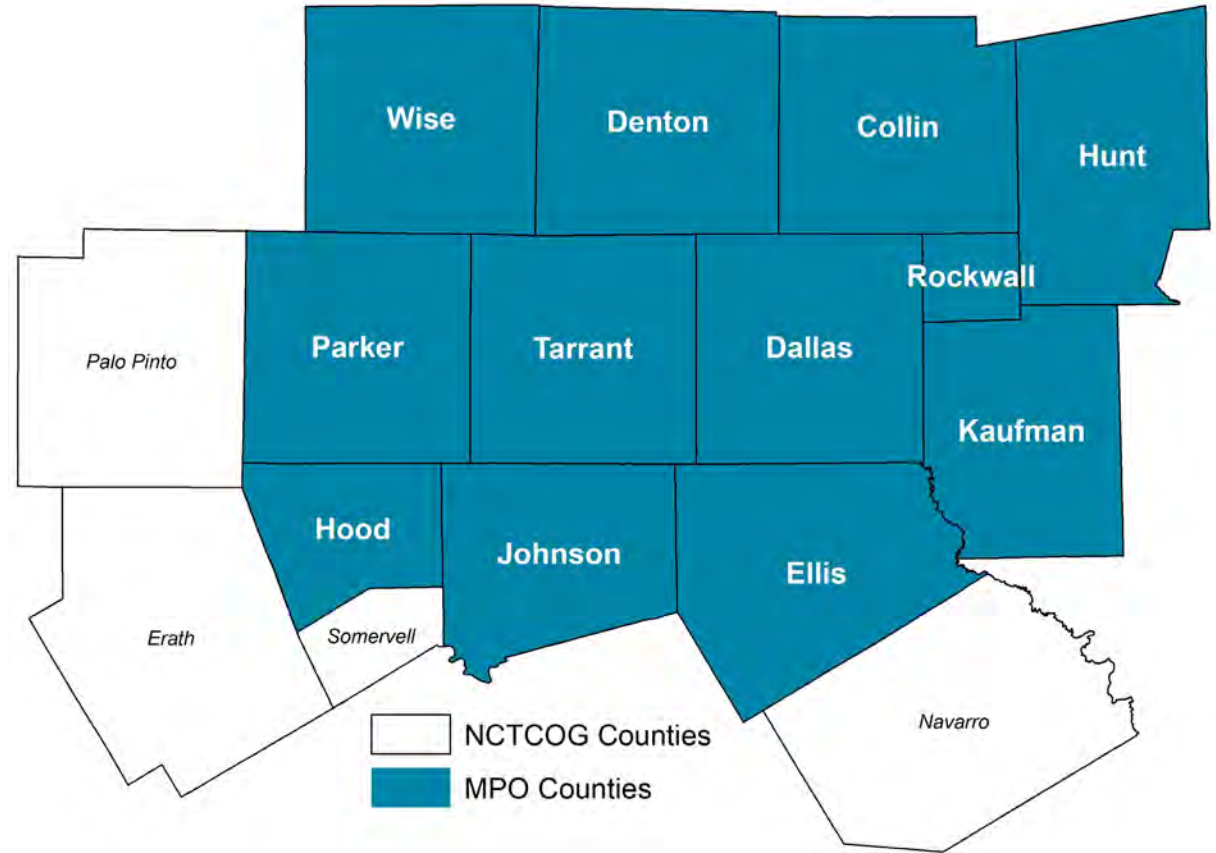 Wise
Denton
Collin
Hunt
Rockwall
Palo Pinto
Parker
Tarrant
Dallas
Kaufman
Hood
Johnson
Ellis
Erath
Somervell
Navarro
NCTCOG Counties
MPO Counties